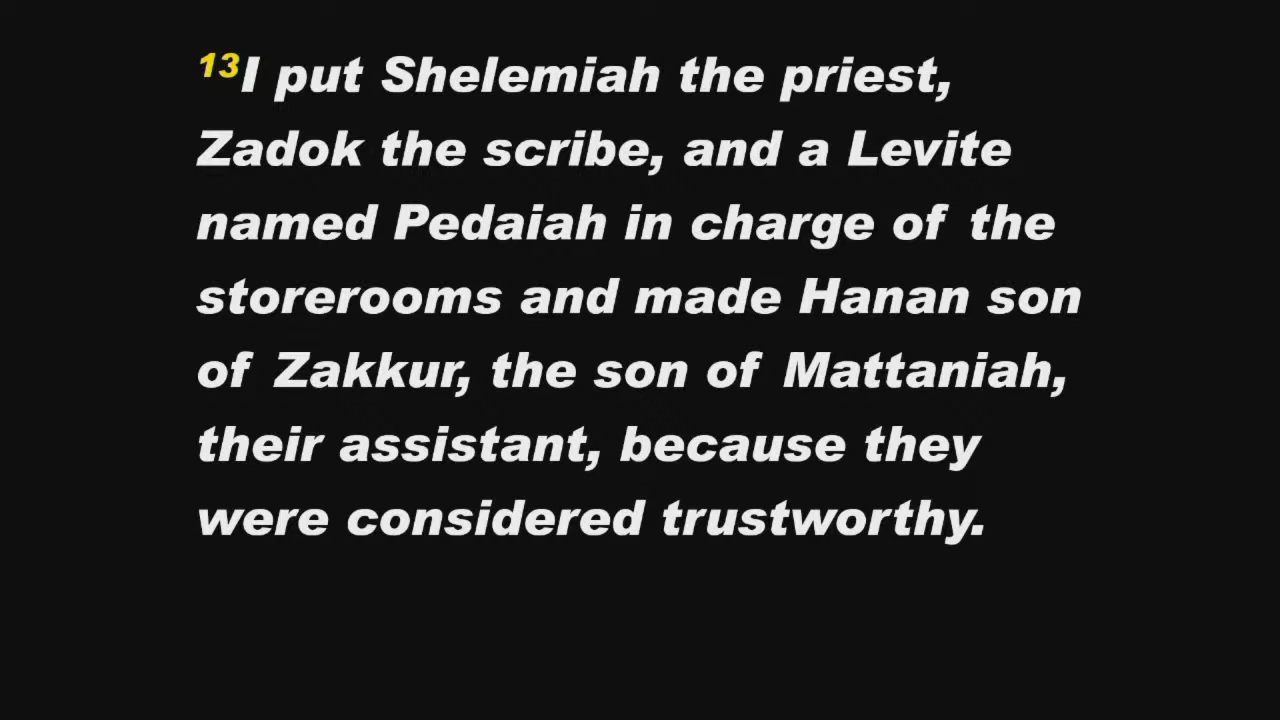 13I put Shelemiah the priest,
Zadok the scribe, and a Levite
named Pedaiah in charge of the
storerooms and made Hanan son
of Zakkur, the son of Mattaniah,
their assistant, because they
were considered trustworthy.